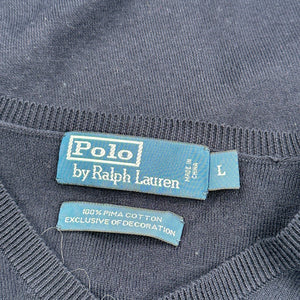 Polo
by Ralph Lauren
MADE IN
CHINA
L
100% PIMA COTTON
EXCLUSIVE OF DECORATION